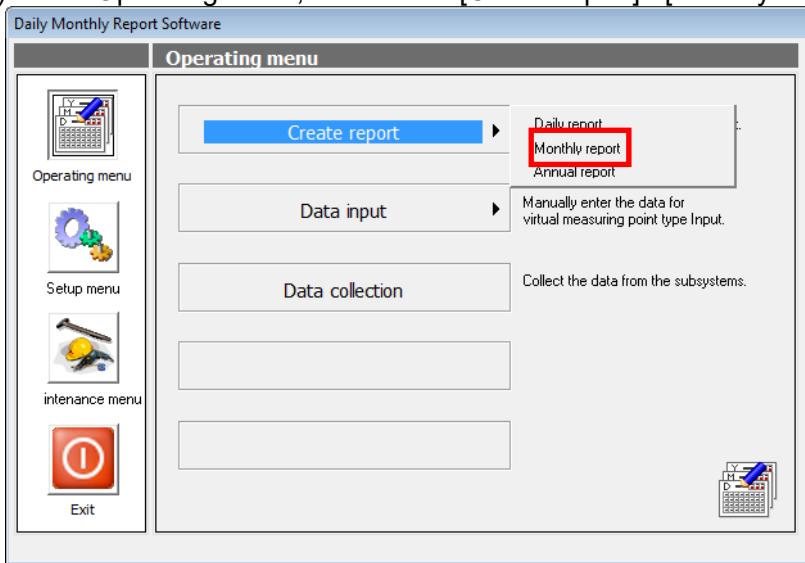 Daily Monthly Report Software
Operating menu
Operating menu
Setup menu
intenance menu
Exit
Create report
Daily report
Monthly report
Annual report
Data input
Manually enter the data for
virtual measuring point type Input.
Data collection
Collect the data from the subsystems.